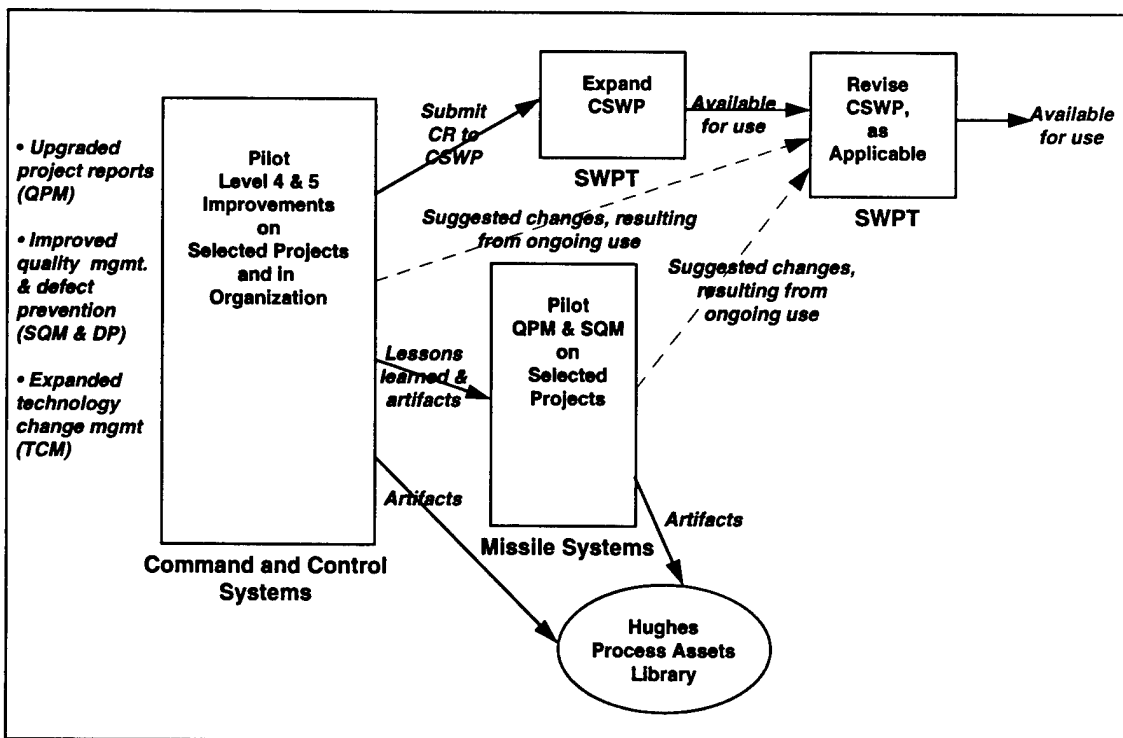 • Upgraded
project reports
(QPM)
• Improved
quality mgmt.
& defect
prevention
(SQM & DP)
• Expanded
technology
change mgmt
(TCM)
Pilot
Level 4 & 5
Improvements
on
Selected Projects
and in
Organization
Command and Control
Systems
Submit
CR to
CSWP
Expand
CSWP
SWPT
Available
for use
Revise
CSWP,
as
Applicable
SWPT
Available
for use
Suggested changes, resulting
from ongoing use
Suggested changes,
resulting from
ongoing use
Lessons
learned &
artifacts
Pilot
QPM & SQM
on
Selected
Projects
Missile Systems
Artifacts
Artifacts
Hughes
Process Assets
Library